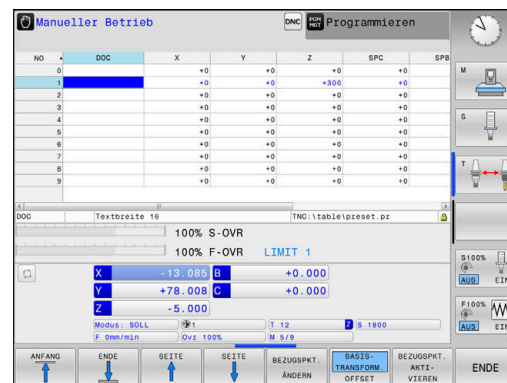 Manueller Betrieb
DNC
PGM MGT
Programmieren
NO DOC X Y Z SPC SPB
0 +0 +0 +0 +0
1 +0 +0 +300 +0
2 +0 +0 +0 +0
3 +0 +0 +0 +0
4 +0 +0 +0 +0
5 +0 +0 +0 +0
6 +0 +0 +0 +0
7 +0 +0 +0 +0
8 +0 +0 +0 +0
9 +0 +0 +0 +0
DOC Textbreite 16 TNC:\table\preset.pr
100% S-OVR
100% F-OVR LIMIT 1
X -13.085 B +0.000
Y +78.008 C +0.000
Z -5.000
Modus: SOLL 1 T 12 Z S 1800
F 0mm/min Ovr 100% M 5/9
M
S
T
S100%
AUS EIN
F100%
AUS EIN
ANFANG
ENDE
SEITE
SEITE
BEZUGSPKT.
ÄNDERN
BASIS-
TRANSFORM.
OFFSET
BEZUGSPKT.
AKTI-
VIEREN
ENDE